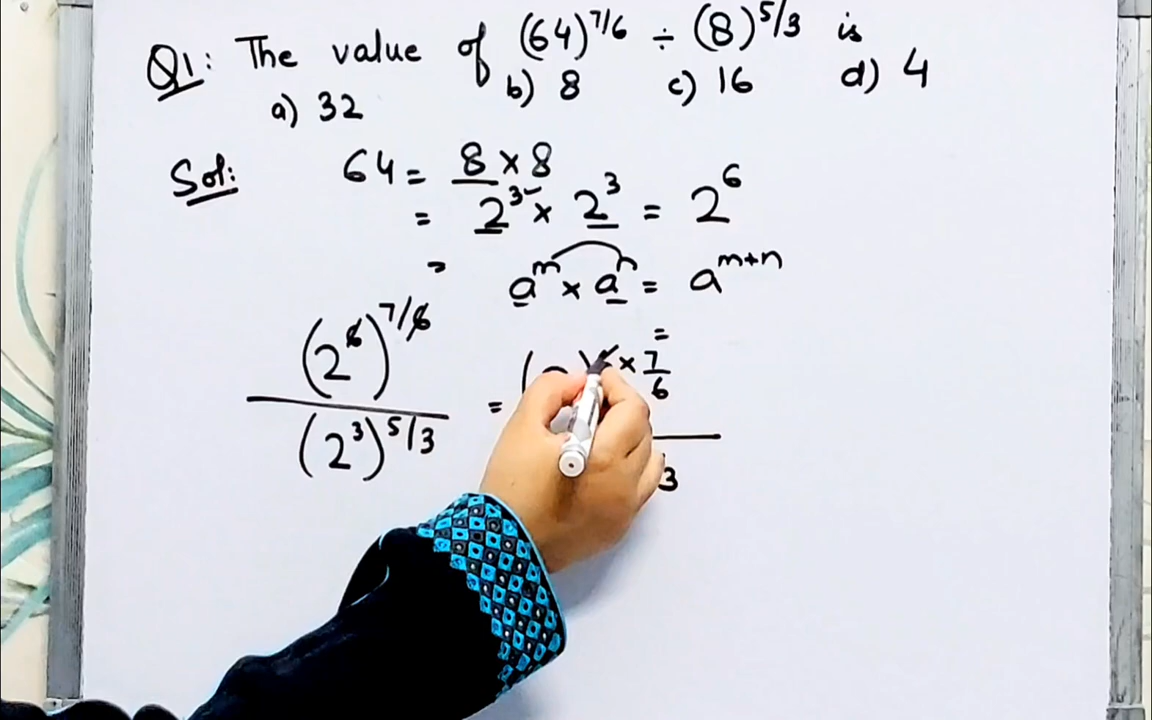 Q1: The value of (64)^7/6 ÷ (8)^5/3 is
a) 32 b) 8 c) 16 d) 4
Sol: 64 = 8 × 8
= 2^3 × 2^3 = 2^6
= a^m × a^n = a^m+n
=
(2^6)^7/6 / (2^3)^5/3 = ( ) × 7/6
3